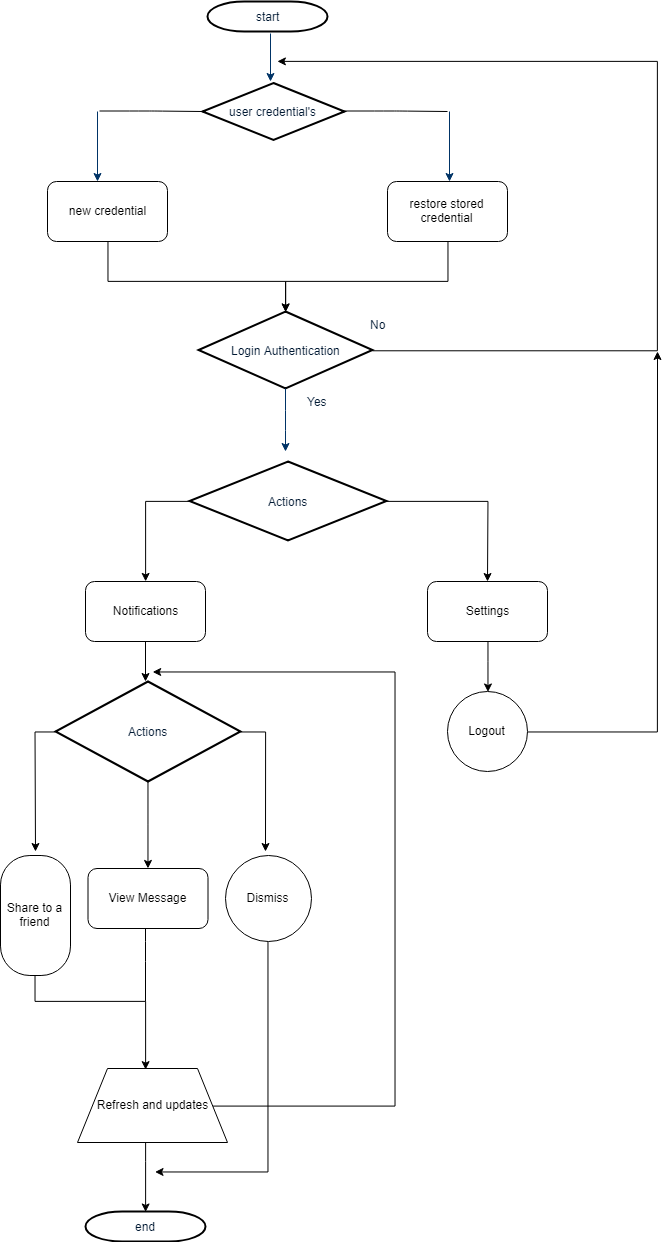 start
user credential's
new credential
restore stored
credential
No
Login Authentication
Yes
Actions
Notifications
Settings
Actions
Logout
Share to a
friend
View Message
Dismiss
Refresh and updates
end